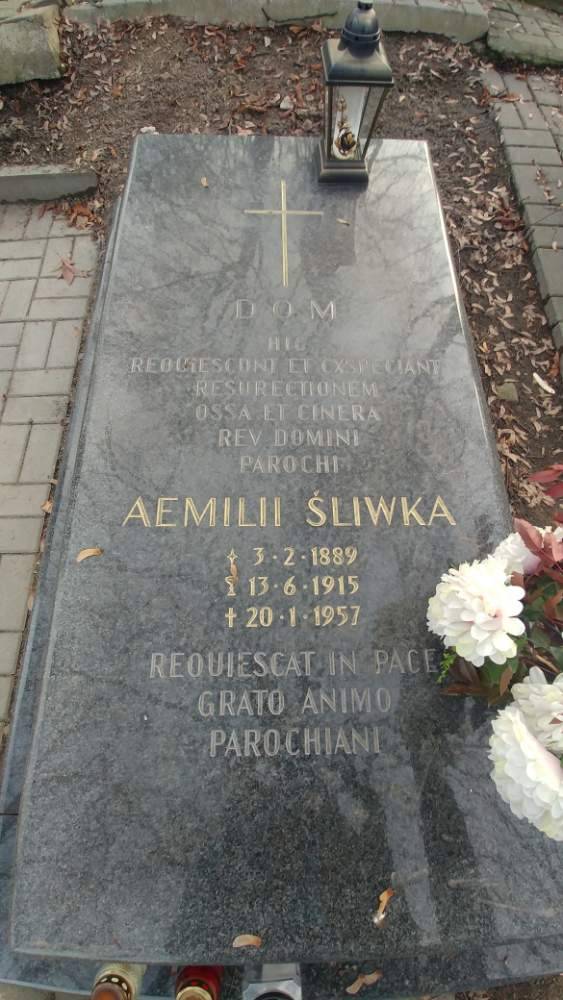 D O M
HIC
REQUIESCUNT ET EXSPECTANT
RESURECTIONEM
OSSA ET CINERA
REV DOMINI
PAROCHI
AEMILII ŚLIWKA
3·2·1889
13·6·1915
† 20·1·1957
REQUIESCAT IN PACE
GRATO ANIMO
PAROCHIANI